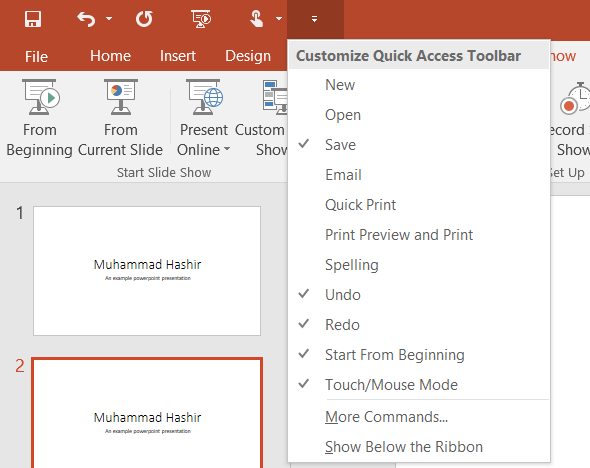 File Home Insert Design
Customize Quick Access Toolbar
New
Open
Save
Email
Quick Print
Print Preview and Print
Spelling
Undo
Redo
Start From Beginning
Touch/Mouse Mode
More Commands...
Show Below the Ribbon
From
Beginning
From
Current Slide
Present
Online
Custom
Show
Start Slide Show
how
ecord
Show
Set Up
1
Muhammad Hashir
An example powerpoint presentation
2
Muhammad Hashir
An example powerpoint presentation